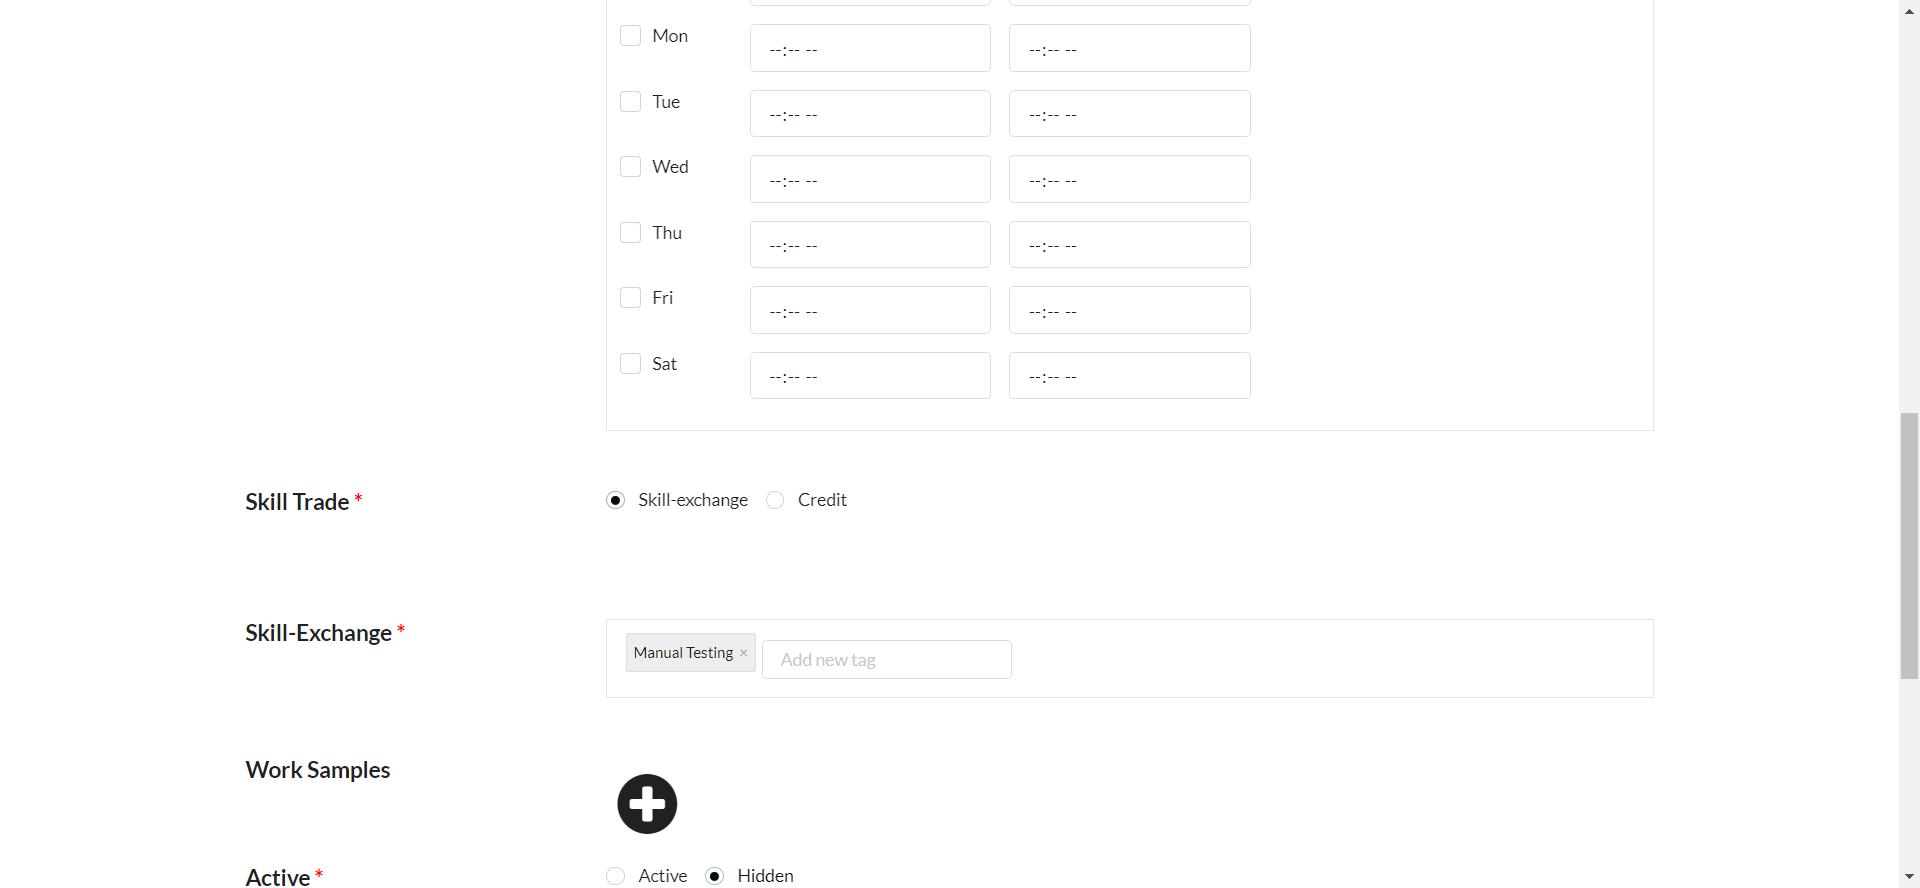 Mon --:-- -- --:-- --
Tue --:-- -- --:-- --
Wed --:-- -- --:-- --
Thu --:-- -- --:-- --
Fri --:-- -- --:-- --
Sat --:-- -- --:-- --
Skill Trade * Skill-exchange Credit
Skill-Exchange * Manual Testing × Add new tag
Work Samples
Active * Active Hidden